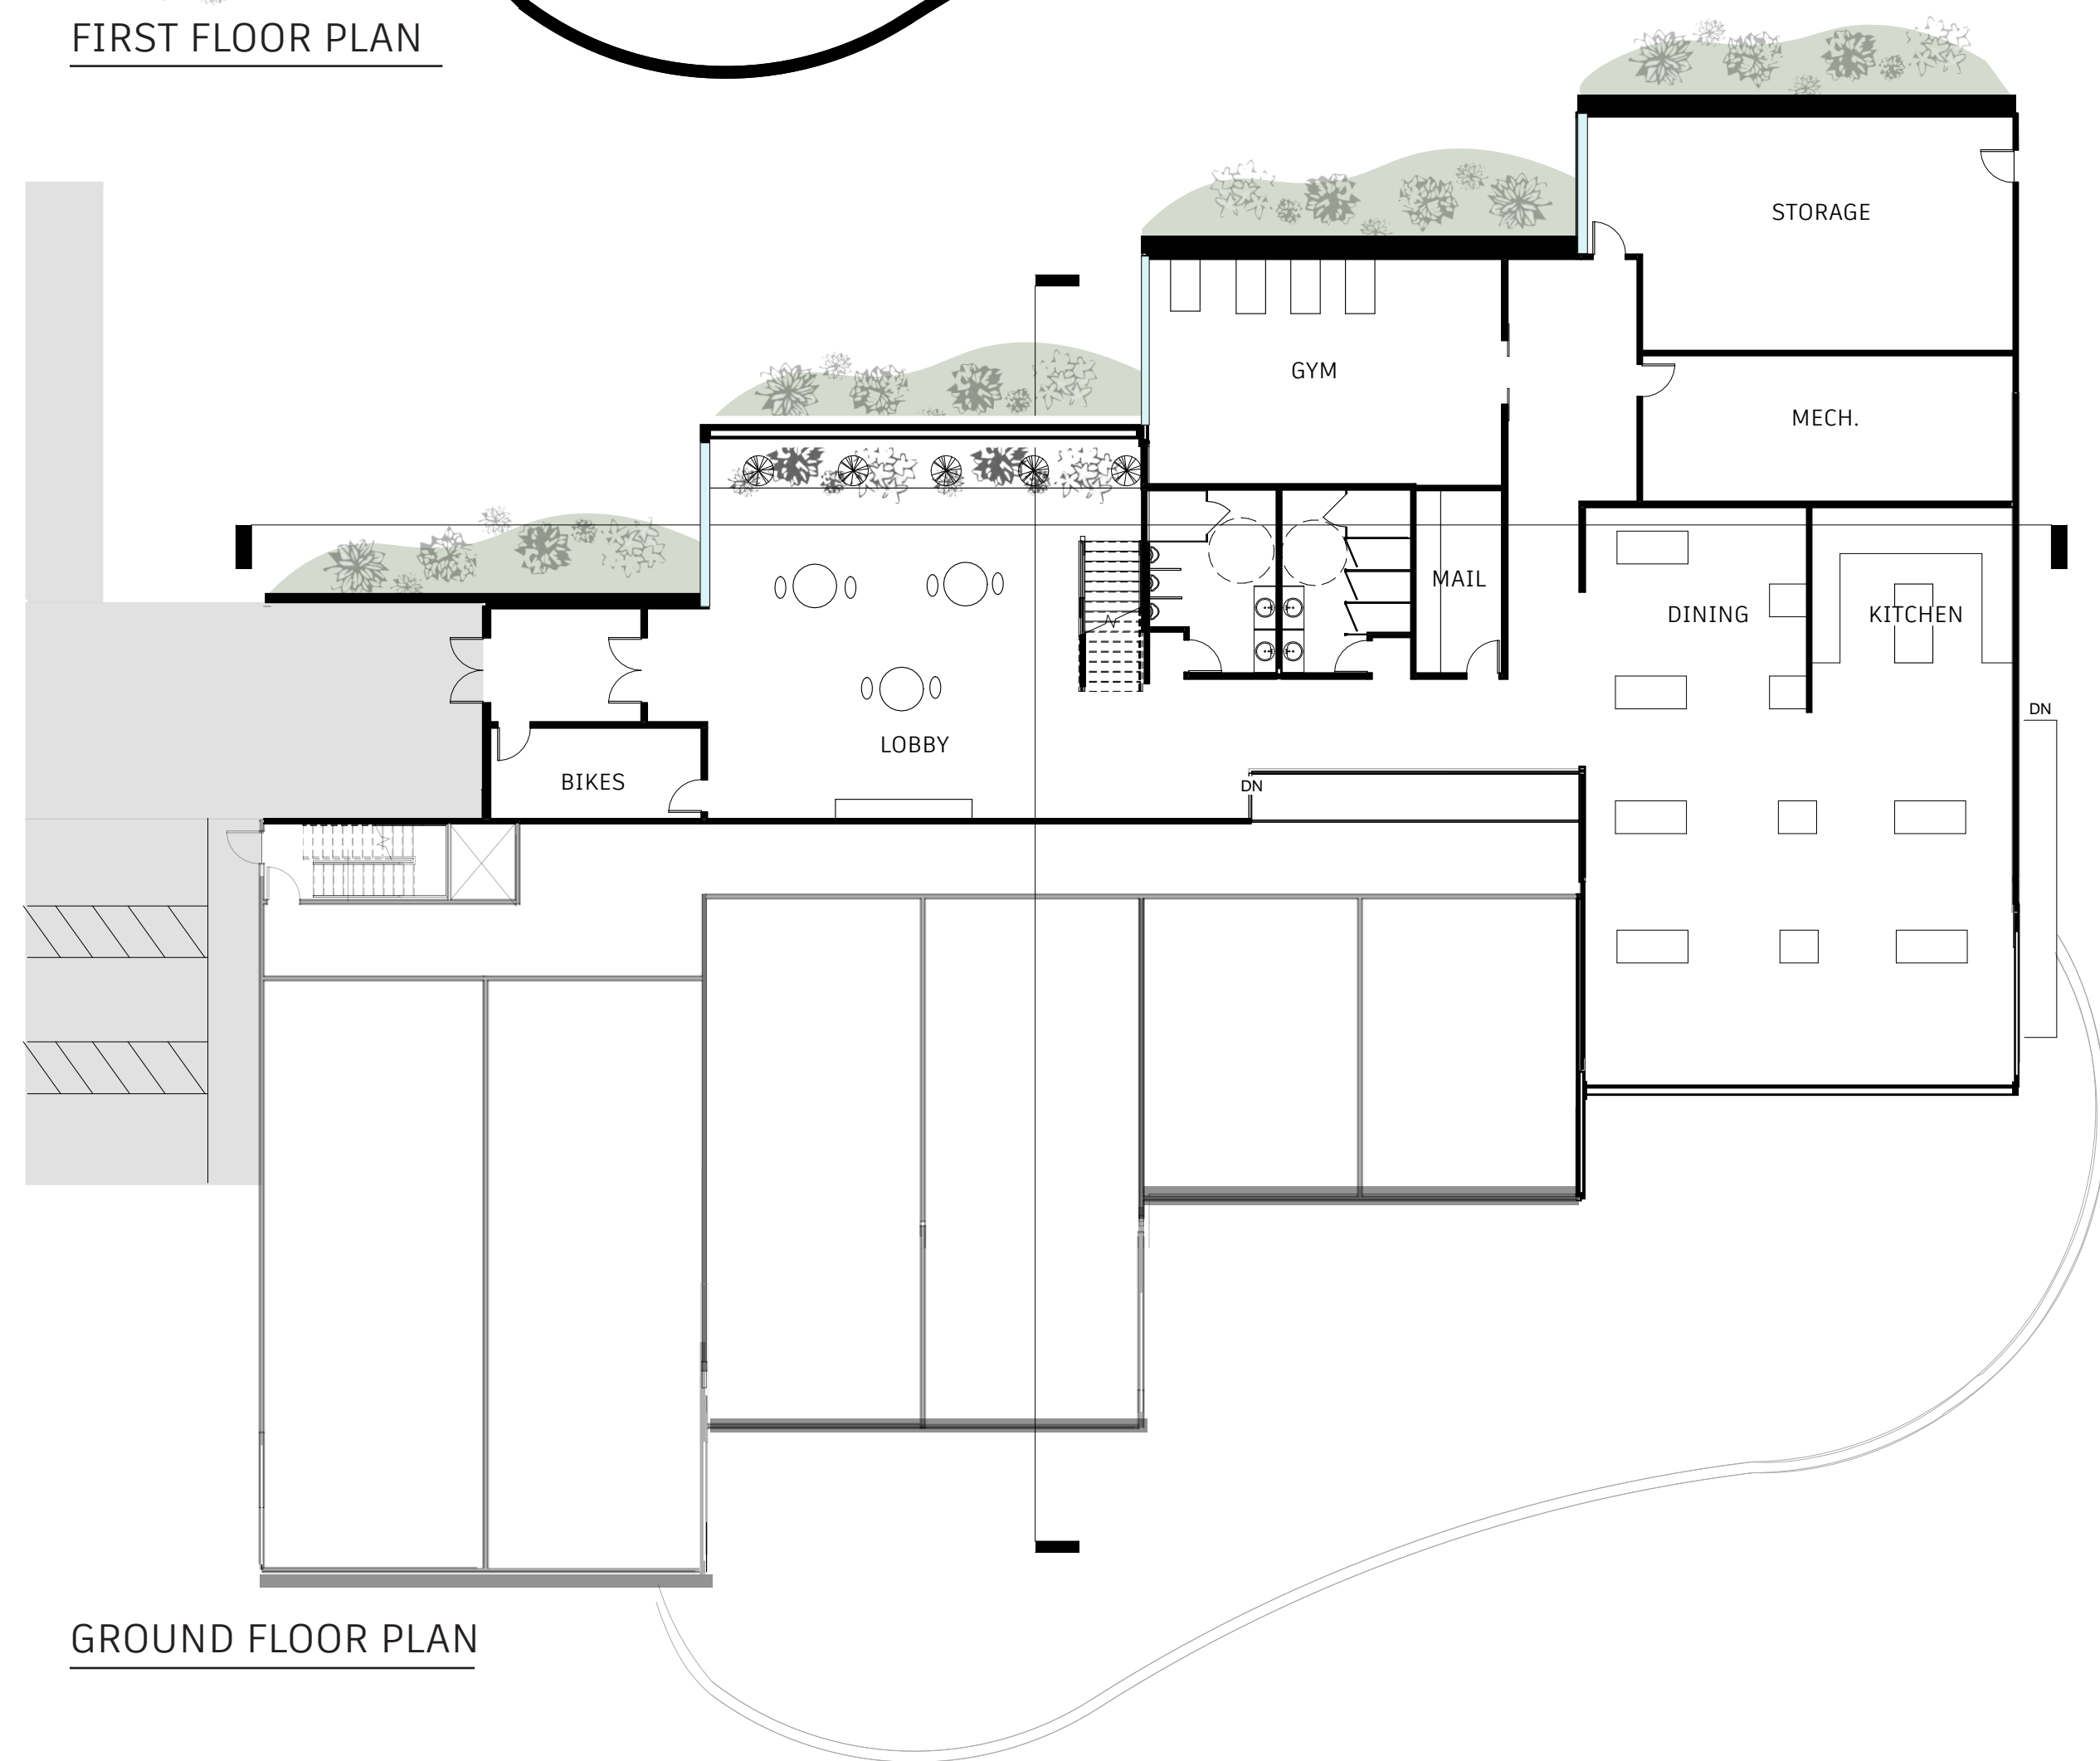 FIRST FLOOR PLAN
STORAGE
GYM
MECH.
MAIL
DINING
KITCHEN
DN
LOBBY
BIKES
DN
GROUND FLOOR PLAN